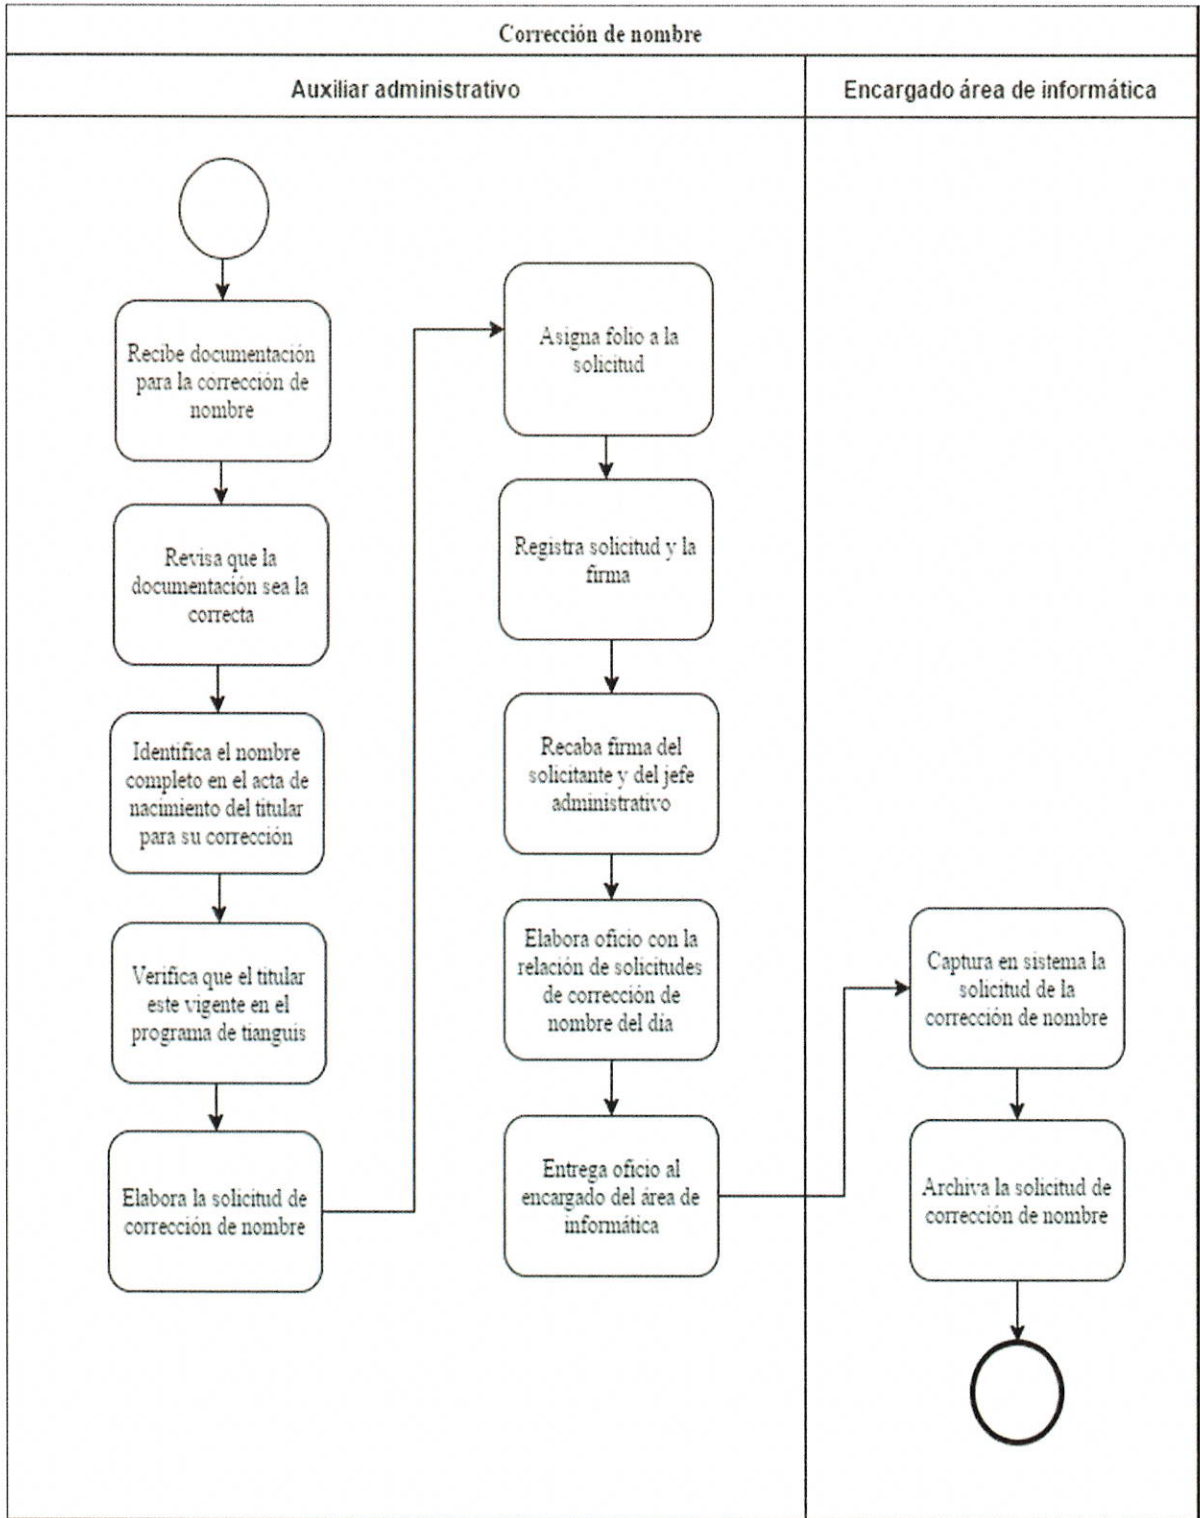 Corrección de nombre
Auxiliar administrativo
Encargado área de informática
Recibe documentación
para la corrección de
nombre
Revisa que la
documentación sea la
correcta
Identifica el nombre
completo en el acta de
nacimiento del titular
para su corrección
Verifica que el titular
este vigente en el
programa de tianguis
Elabora la solicitud de
corrección de nombre
Asigna folio a la
solicitud
Registra solicitud y la
firma
Recaba firma del
solicitante y del jefe
administrativo
Elabora oficio con la
relación de solicitudes
de corrección de
nombre del día
Entrega oficio al
encargado del área de
informática
Captura en sistema la
solicitud de la
corrección de nombre
Archiva la solicitud de
corrección de nombre